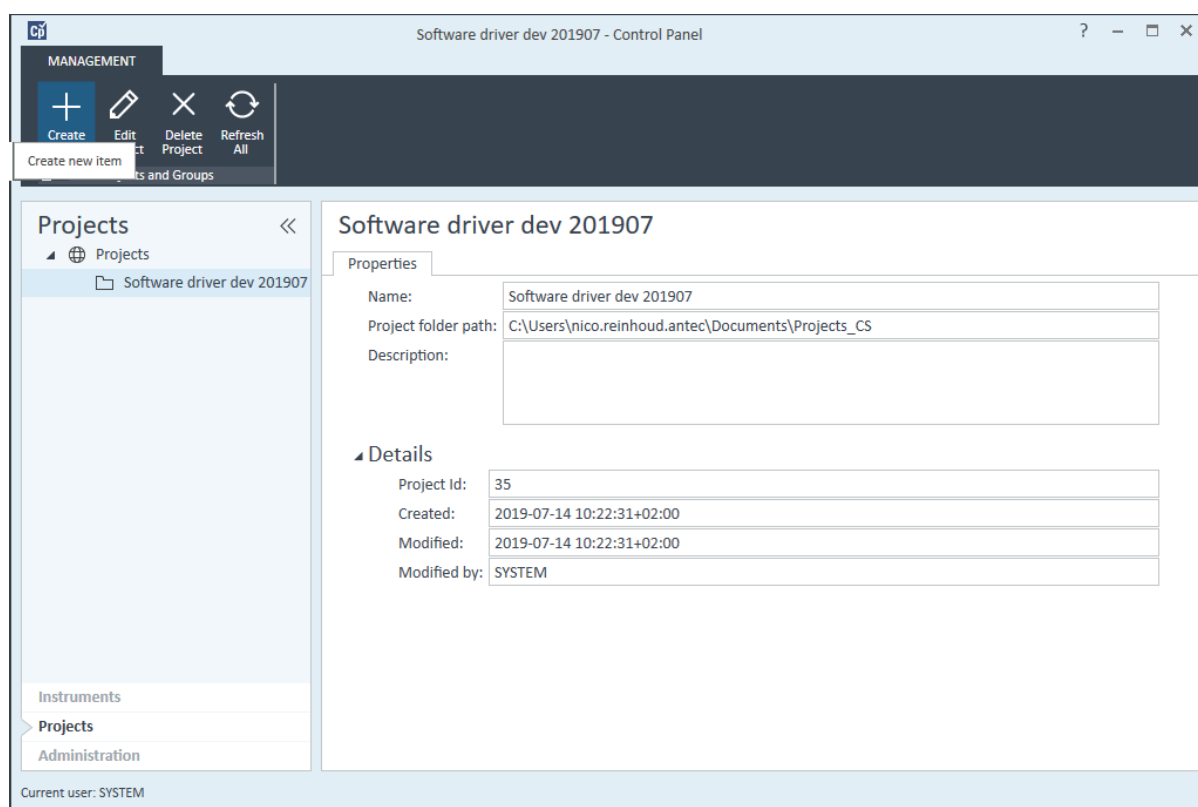 Software driver dev 201907 - Control Panel
MANAGEMENT
Create
Edit
Delete Project
Refresh All
Create new item
ts and Groups
Projects
Projects
Software driver dev 201907
Instruments
Projects
Administration
Software driver dev 201907
Properties
Name: Software driver dev 201907
Project folder path: C:\Users\nico.reinhoud.antec\Documents\Projects_CS
Description:
Details
Project Id: 35
Created: 2019-07-14 10:22:31+02:00
Modified: 2019-07-14 10:22:31+02:00
Modified by: SYSTEM
Current user: SYSTEM